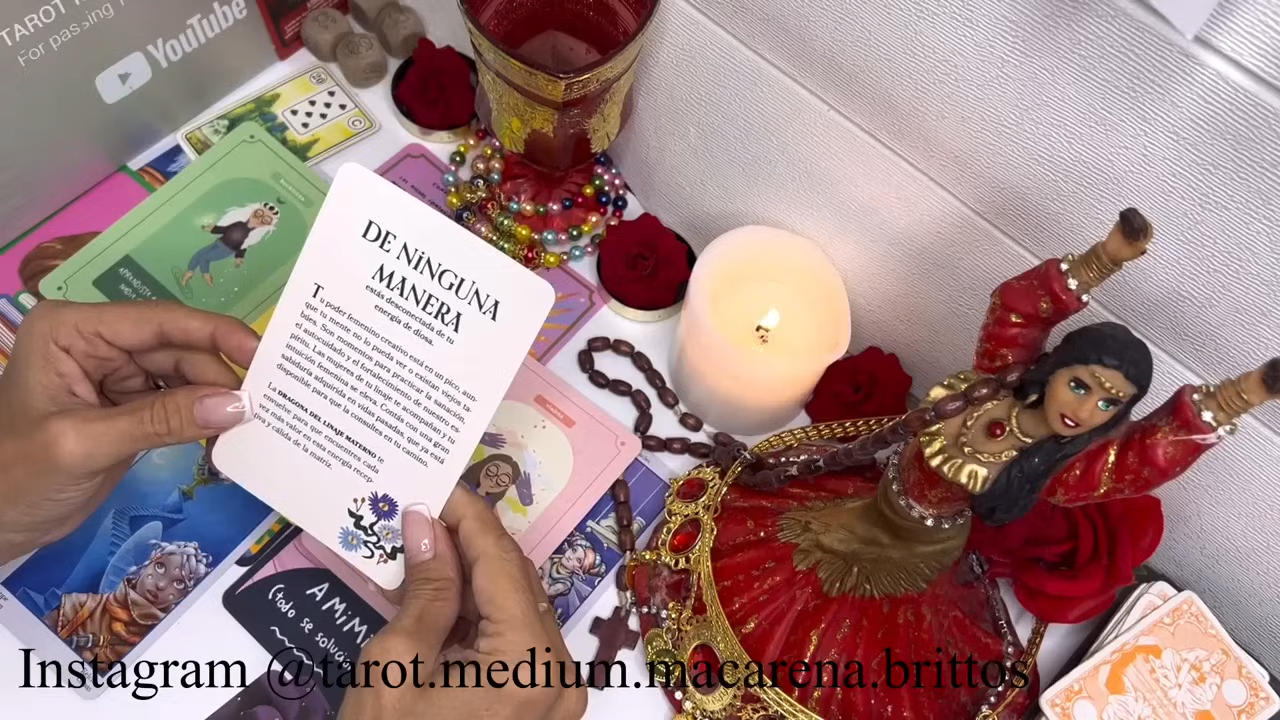 TAROT
For passing
YouTube
DE NINGUNA
MANERA
estás desconectada de tu
energía de diosa.
Tu poder femenino creativo está en un pico, aun-
que tu mente no lo pueda ver o existan viejos ta-
búes. Son momentos para practicar la sanación,
el autocuidado y el fortalecimiento de nuestro es-
píritu. Las mujeres de tu linaje te acompañan y tu
intuición femenina se eleva. Contás con una gran
sabiduría adquirida en vidas pasadas, que ya está
disponible para que la consultes en tu camino.
La DRAGONA DEL LINAJE MATERNO te
envuelve para que encuentres cada
vez más valor en esta energía recep-
tiva y cálida de la matriz.
(todo se
Instagram @tarot.medium.macarena.brittos